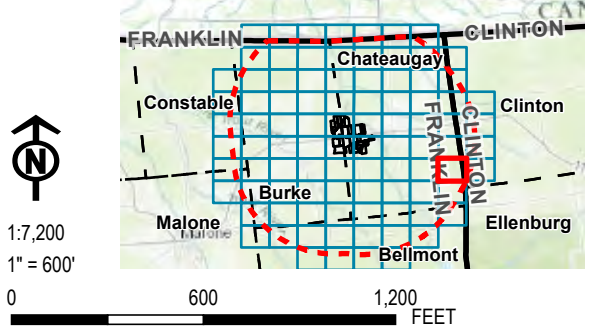 CAN
FRANKLIN
CLINTON
Chateaugay
Constable
Clinton
FRANKLIN
CLINTON
N
Burke
1:7,200
Malone
Malone
Ellenburg
1" = 600'
Bellmont
0
600
1,200
FEET